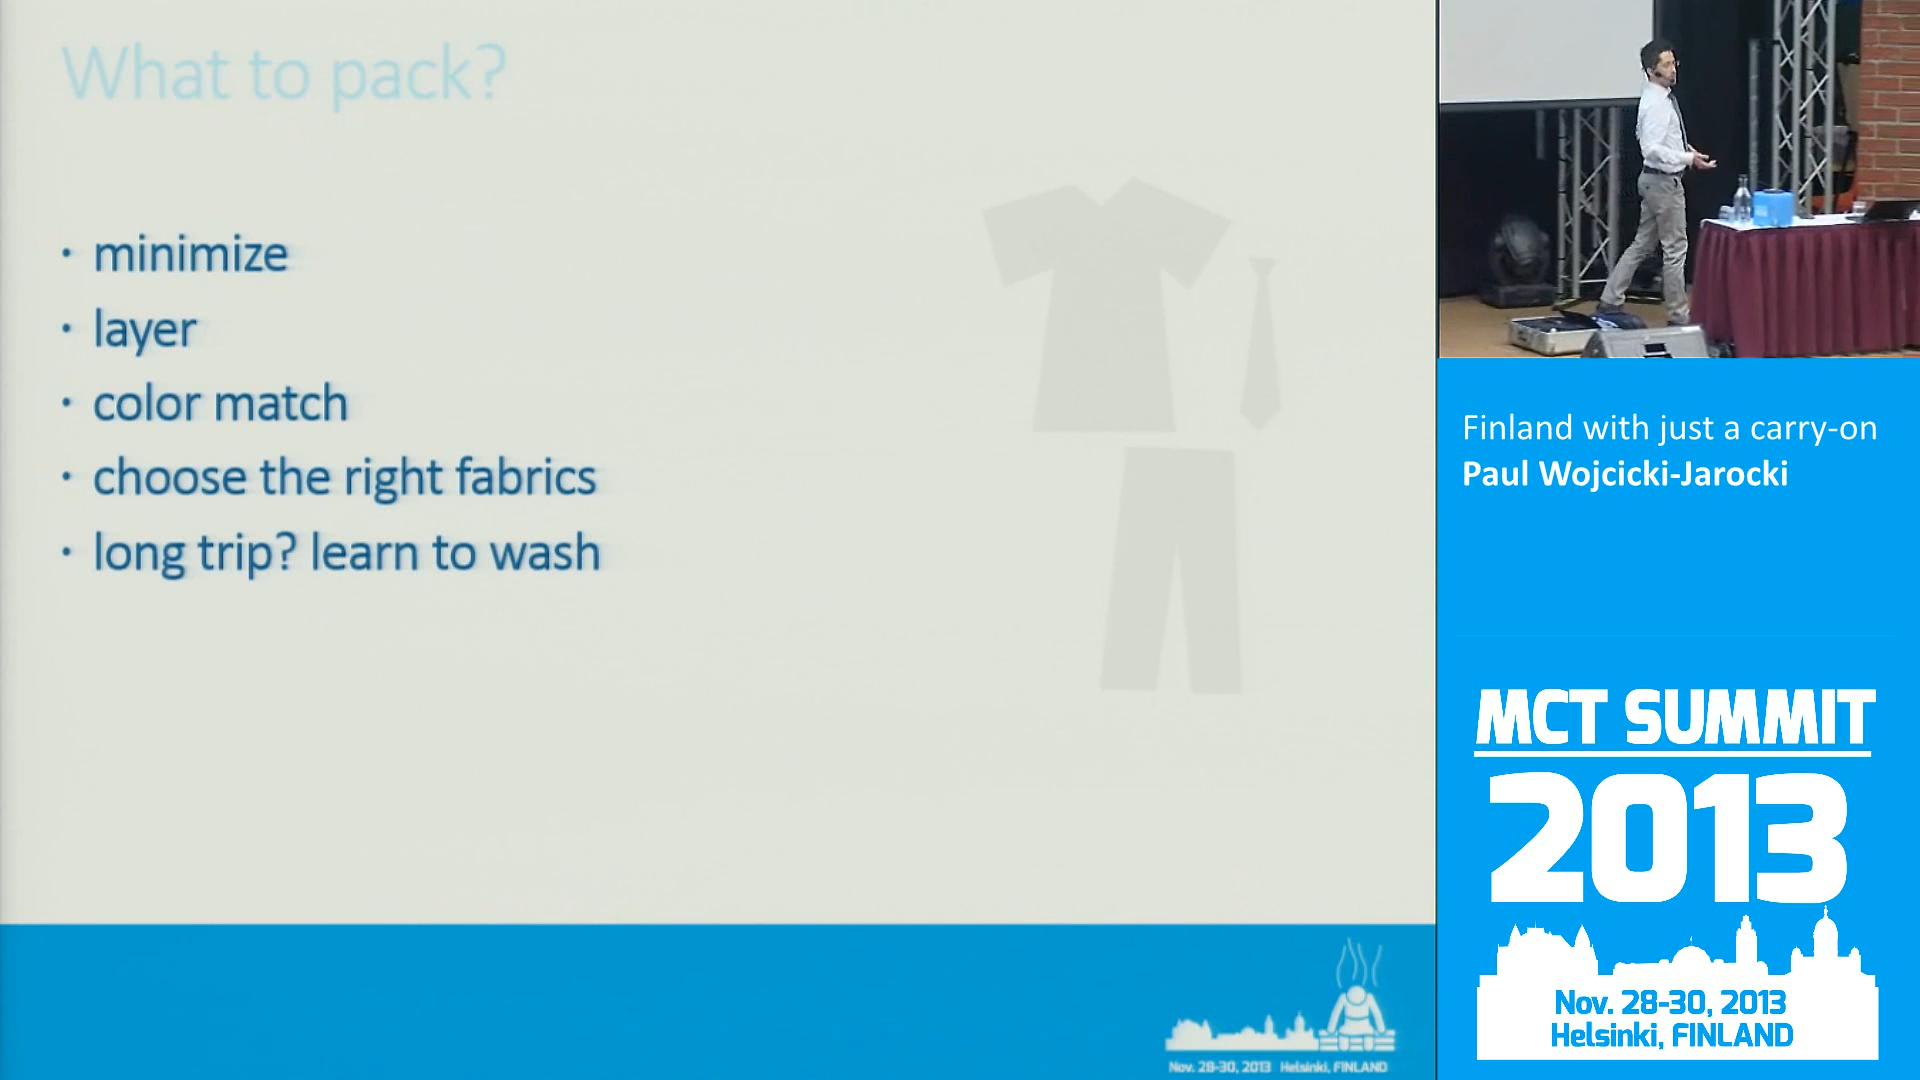 What to pack?
· minimize
· layer
· color match
· choose the right fabrics
· long trip? learn to wash
Nov. 28-30, 2013 Helsinki, FINLAND
Finland with just a carry-on
Paul Wojcicki-Jarocki
MCT SUMMIT
2013
Nov. 28-30, 2013
Helsinki, FINLAND